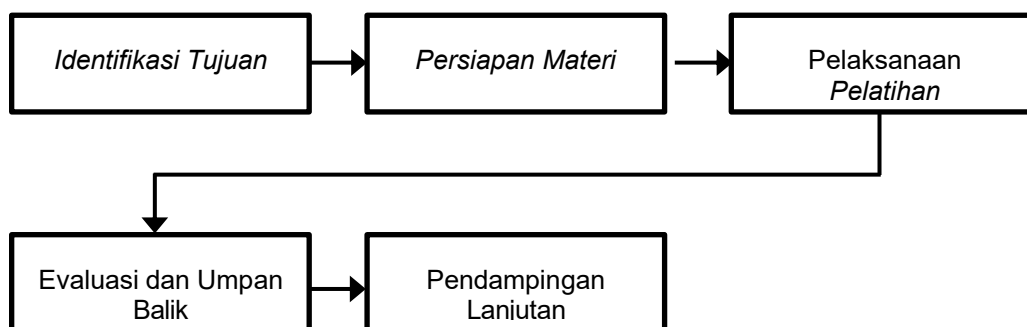 Identifikasi Tujuan
Persiapan Materi
Pelaksanaan
Pelatihan
Evaluasi dan Umpan
Balik
Pendampingan
Lanjutan